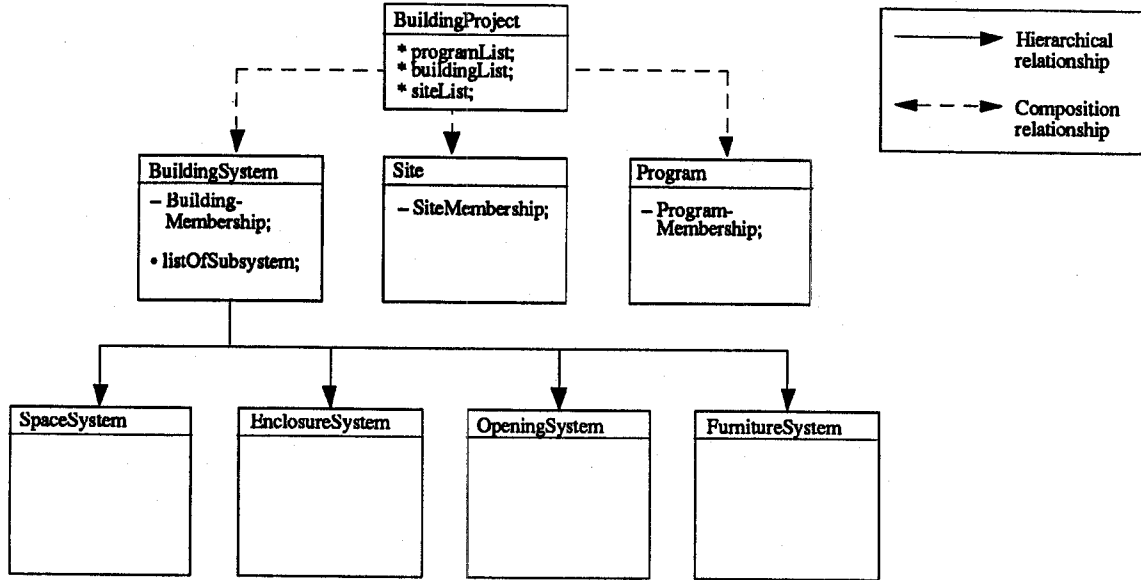 BuildingProject
* programList;
* buildingList;
* siteList;
Hierarchical
relationship
Composition
relationship
BuildingSystem
– Building-
Membership;
• listOfSubsystem;
Site
– SiteMembership;
Program
– Program-
Membership;
SpaceSystem
EnclosureSystem
OpeningSystem
FurnitureSystem